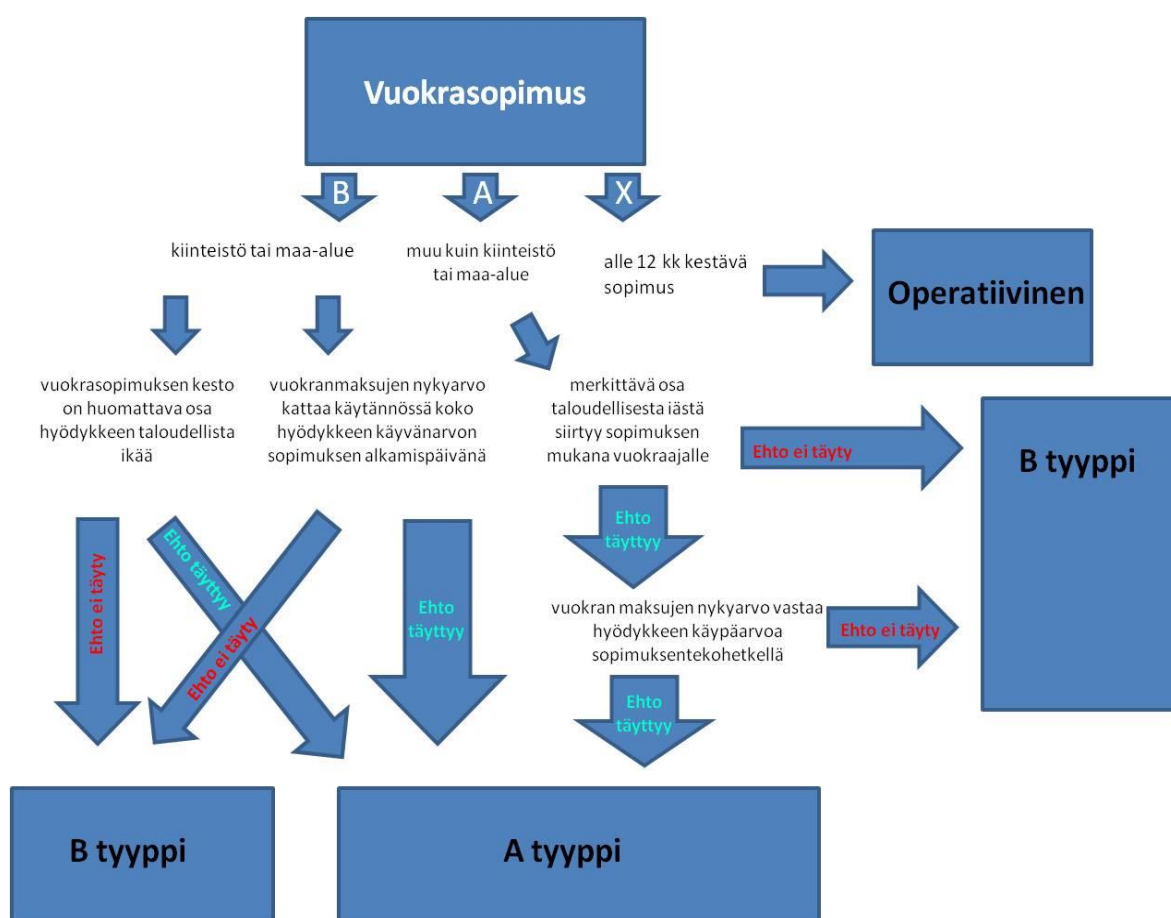 Vuokrasopimus
B
A
X
kiinteistö tai maa-alue
muu kuin kiinteistö
tai maa-alue
alle 12 kk kestävä
sopimus
Operatiivinen
vuokrasopimuksen kesto
on huomattava osa
hyödykkeen taloudellista
ikää
vuokranmaksujen nykyarvo
kattaa käytännössä koko
hyödykkeen käyvänarvon
sopimuksen alkamispäivänä
merkittävä osa
taloudellisesta iästä
siirtyy sopimuksen
mukana vuokraajalle
Ehto ei täyty
B tyyppi
Ehto
täyttyy
Ehto ei täyty
Ehto täyttyy
Ehto ei täyty
Ehto
täyttyy
vuokran maksujen nykyarvo vastaa
hyödykkeen käypäarvoa
sopimuksentekohetkellä
Ehto ei täyty
Ehto
täyttyy
B tyyppi
A tyyppi